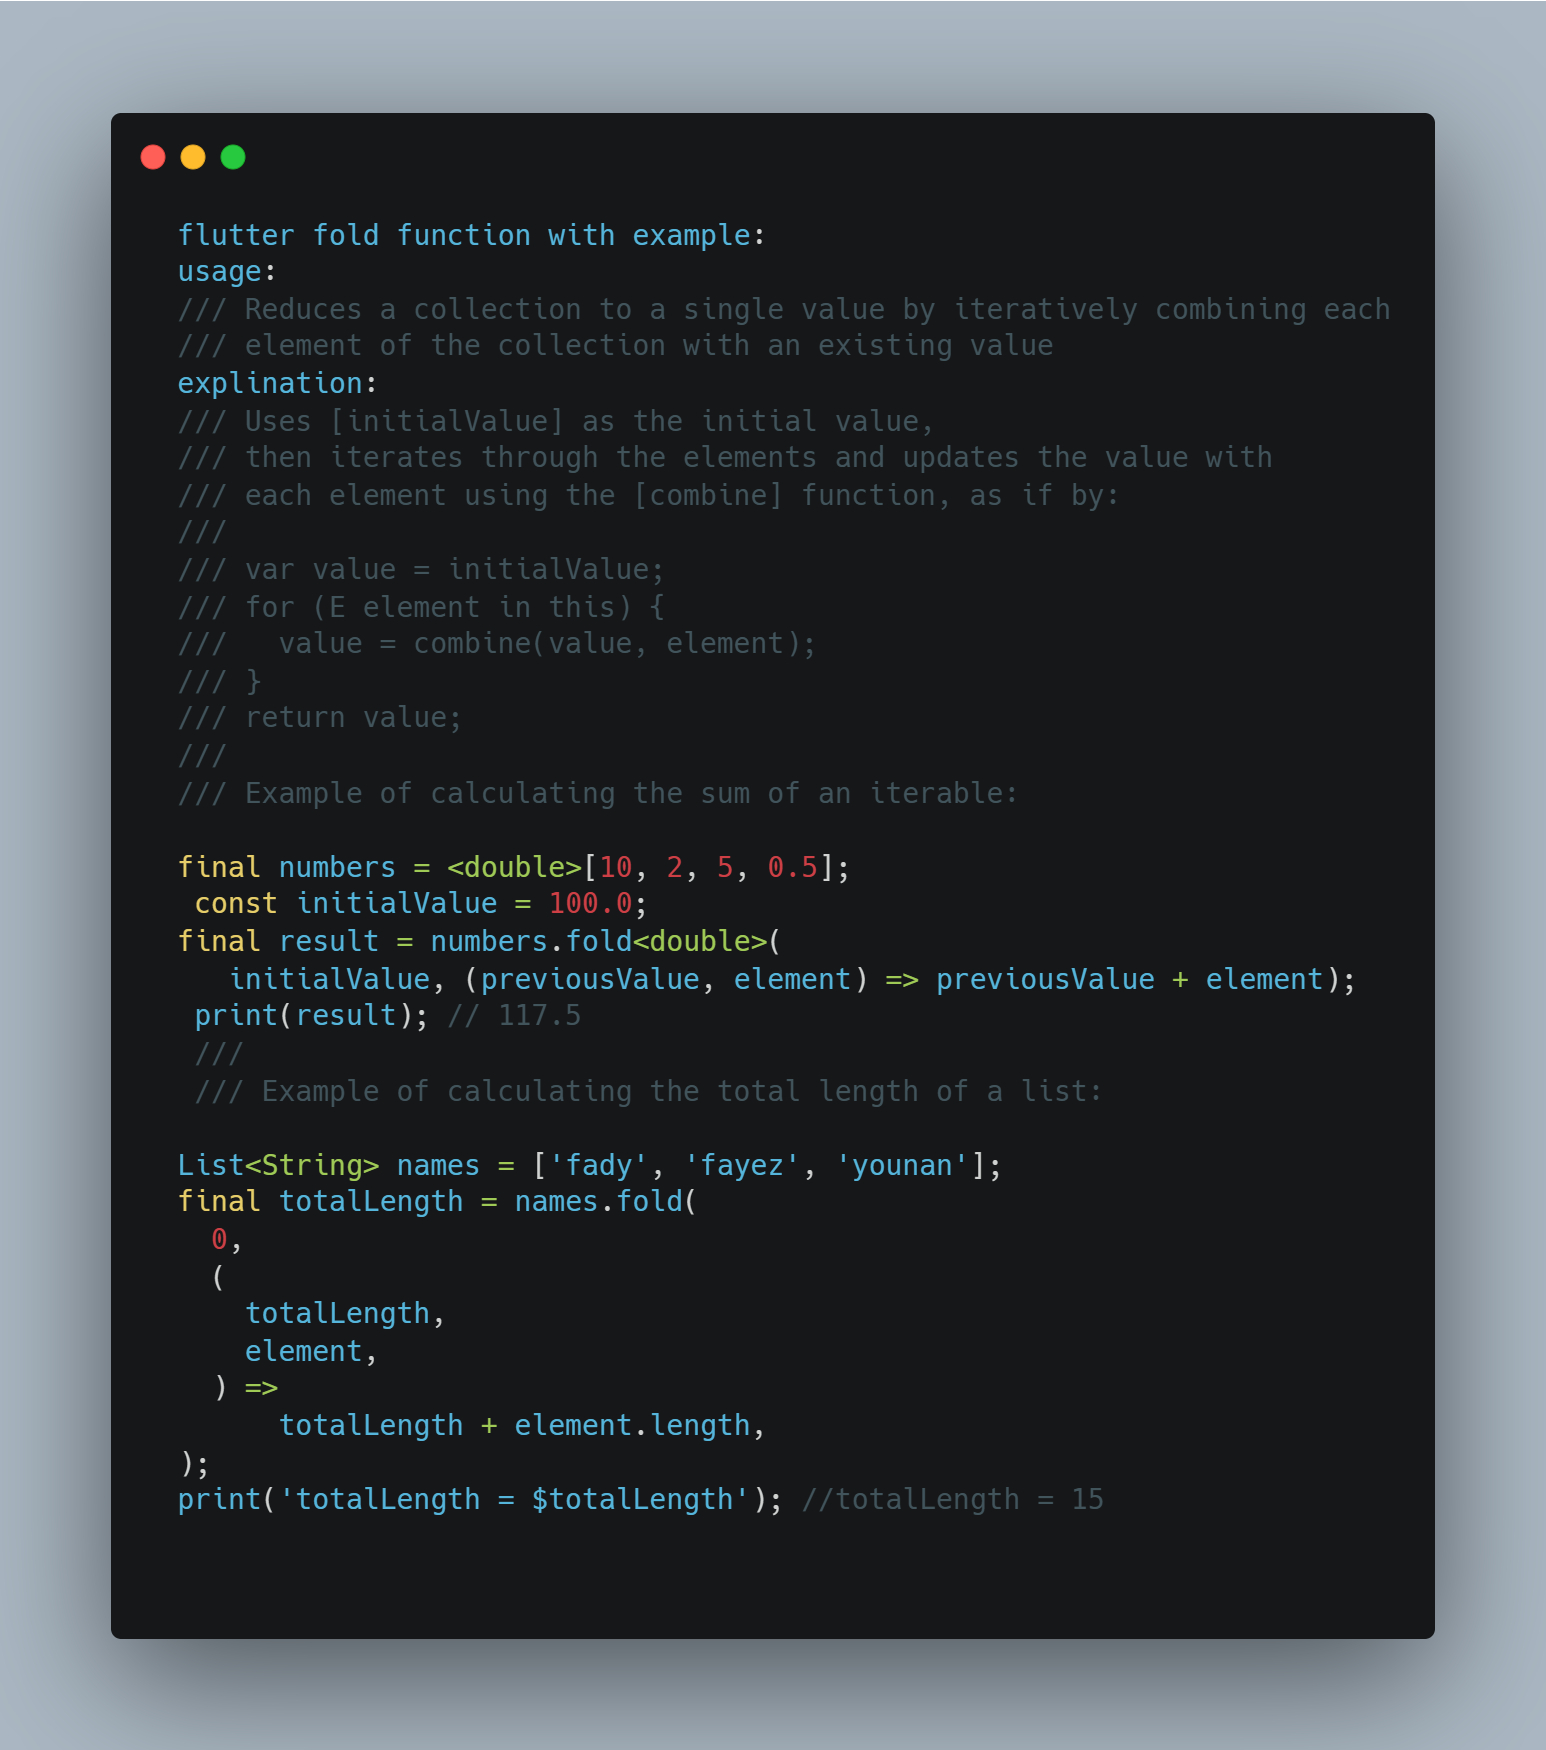 flutter fold function with example:
usage:
/// Reduces a collection to a single value by iteratively combining each
/// element of the collection with an existing value
explination:
/// Uses [initialValue] as the initial value,
/// then iterates through the elements and updates the value with
/// each element using the [combine] function, as if by:
///
/// var value = initialValue;
/// for (E element in this) {
///   value = combine(value, element);
/// }
/// return value;
///
/// Example of calculating the sum of an iterable:

final numbers = <double>[10, 2, 5, 0.5];
 const initialValue = 100.0;
final result = numbers.fold<double>(
   initialValue, (previousValue, element) => previousValue + element);
 print(result); // 117.5
 ///
 /// Example of calculating the total length of a list:

List<String> names = ['fady', 'fayez', 'younan'];
final totalLength = names.fold(
  0,
  (
    totalLength,
    element,
  ) =>
      totalLength + element.length,
);
print('totalLength = $totalLength'); //totalLength = 15